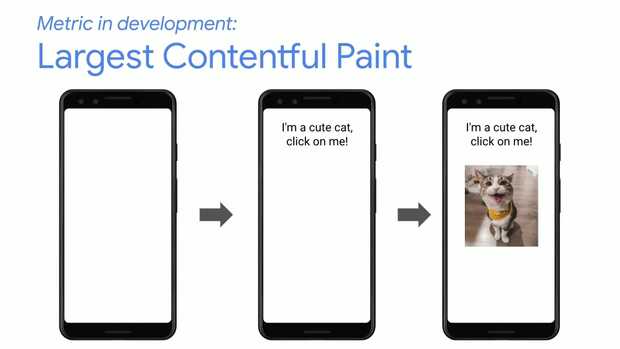 Metric in development:
Largest Contentful Paint
I'm a cute cat,
click on me!
I'm a cute cat,
click on me!